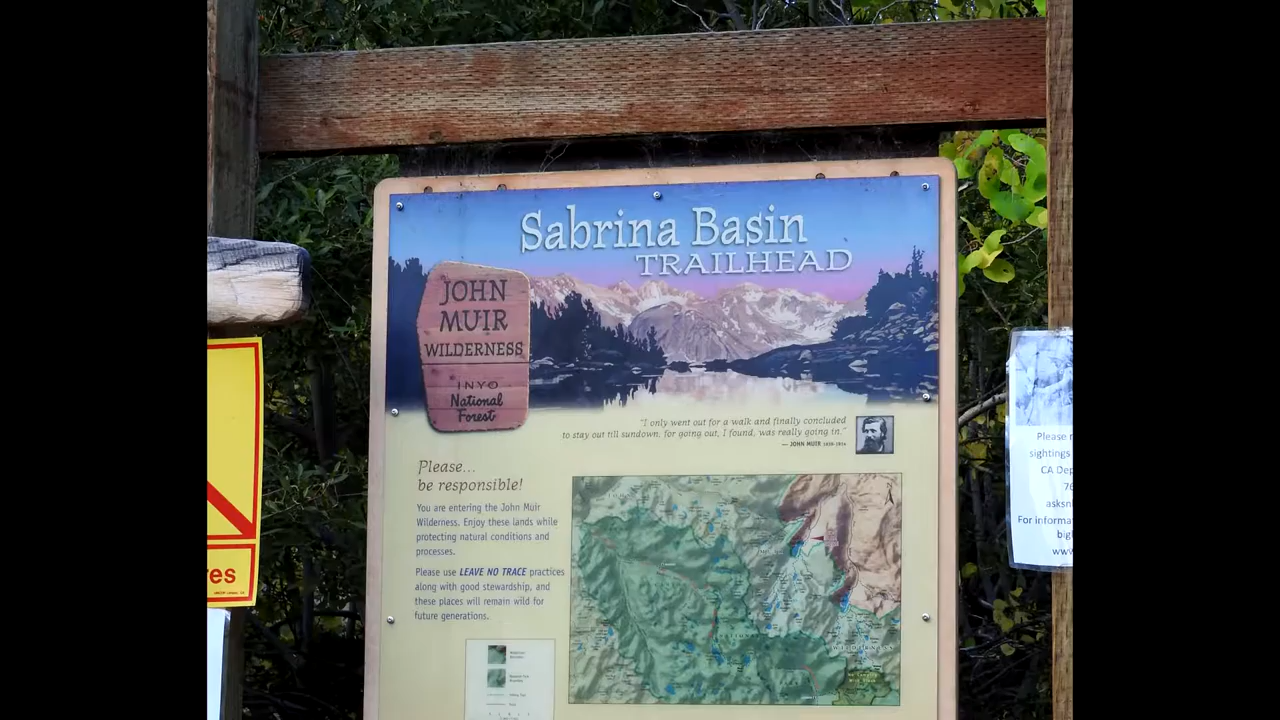 Sabrina Basin
TRAILHEAD
JOHN
MUIR
WILDERNESS
INYO
National
Forest
"I only went out for a walk and finally concluded
to stay out till sundown, for going out, I found, was really going in."
— JOHN MUIR 1838-1914
Please...
be responsible!
You are entering the John Muir
Wilderness. Enjoy these lands while
protecting natural conditions and
processes.
Please use LEAVE NO TRACE practices
along with good stewardship, and
these places will remain wild for
future generations.
N
WILDERNESS
res
Please
sightings
CA Dep
76
asksn
For informa
big
www